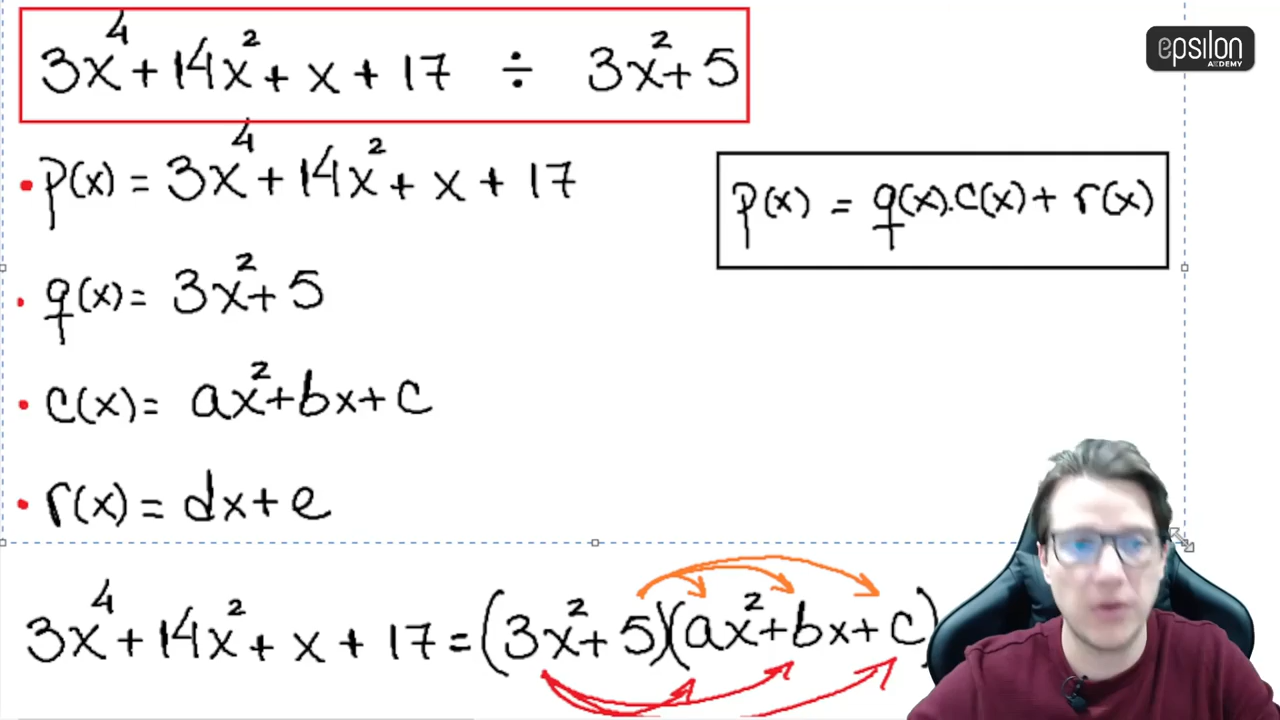 3x⁴+14x²+x+17 ÷ 3x²+5
epsilon
AXDEMY
• p(x) = 3x⁴+14x²+x+17
p(x) = q(x).c(x)+r(x)
• q(x)= 3x²+5
• c(x)= ax²+bx+c
• r(x)= dx+e
3x⁴+14x²+x+17=(3x²+5)(ax²+bx+c)